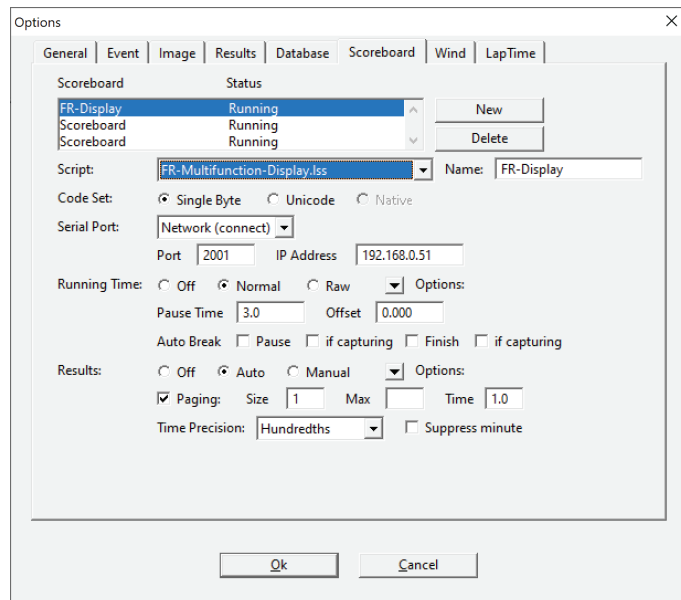 Options
General Event Image Results Database Scoreboard Wind LapTime
Scoreboard Status
FR-Display Running New
Scoreboard Running
Scoreboard Running Delete
Script: FR-Multifunction-Display.lss Name: FR-Display
Code Set: Single Byte Unicode Native
Serial Port: Network (connect)
Port 2001 IP Address 192.168.0.51
Running Time: Off Normal Raw Options:
Pause Time 3.0 Offset 0.000
Auto Break Pause if capturing Finish if capturing
Results: Off Auto Manual Options:
Paging: Size 1 Max Time 1.0
Time Precision: Hundredths Suppress minute
Ok Cancel